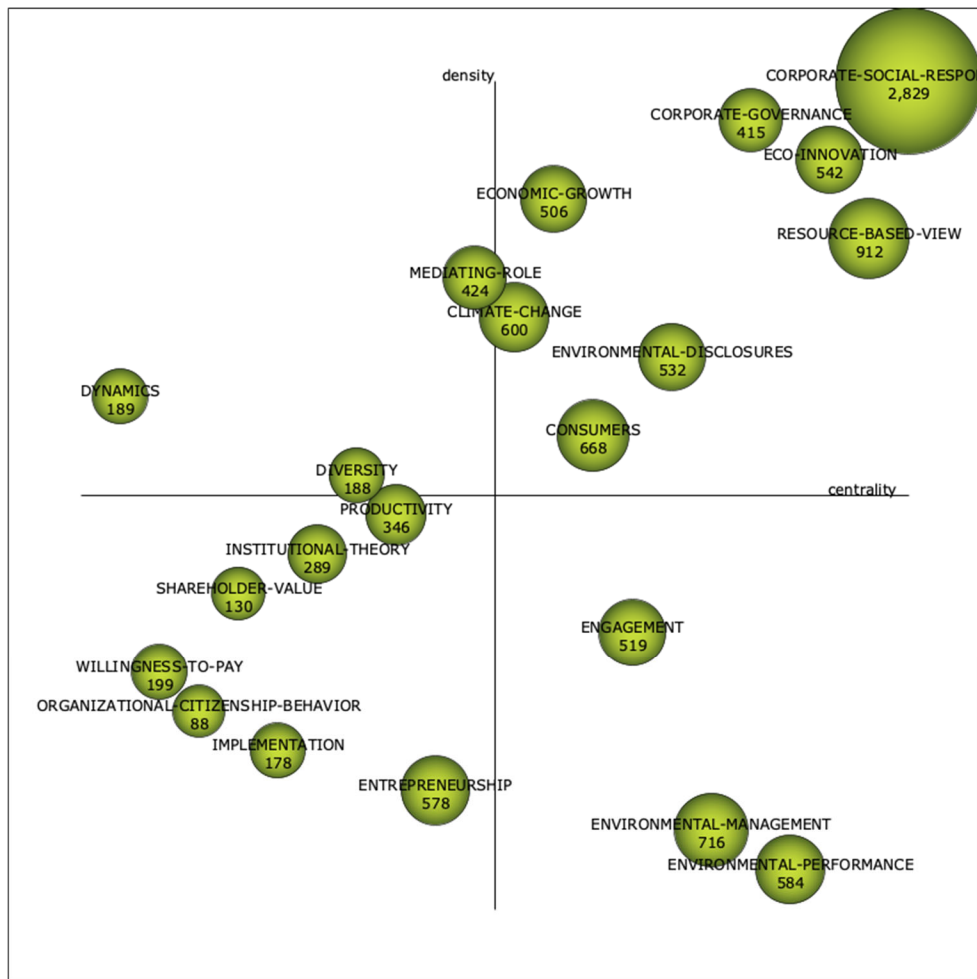 density
CORPORATE-SOCIAL-RESPO
2,829
CORPORATE-GOVERNANCE
415
ECO-INNOVATION
542
ECONOMIC-GROWTH
506
RESOURCE-BASED-VIEW
912
MEDIATING-ROLE
424
CLIMATE-CHANGE
600
ENVIRONMENTAL-DISCLOSURES
532
DYNAMICS
189
CONSUMERS
668
DIVERSITY
188
centrality
PRODUCTIVITY
346
INSTITUTIONAL-THEORY
289
SHAREHOLDER-VALUE
130
ENGAGEMENT
519
WILLINGNESS-TO-PAY
199
ORGANIZATIONAL-CITIZENSHIP-BEHAVIOR
88
IMPLEMENTATION
178
ENTREPRENEURSHIP
578
ENVIRONMENTAL-MANAGEMENT
716
ENVIRONMENTAL-PERFORMANCE
584